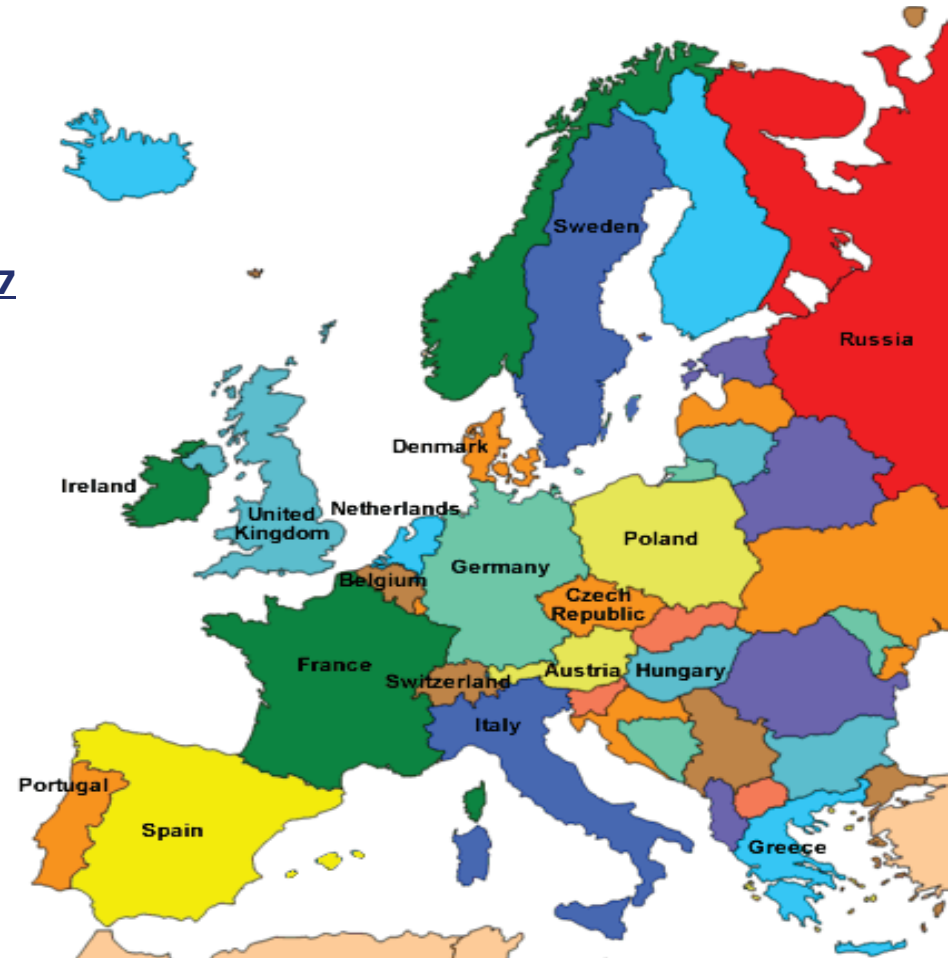 Sweden
7
Russia
Denmark
Ireland
Netherlands
United
Kingdom
Poland
Germany
Belgium
Czech
Republic
France
Austria
Hungary
Switzerland
Italy
Portugal
Spain
Greece